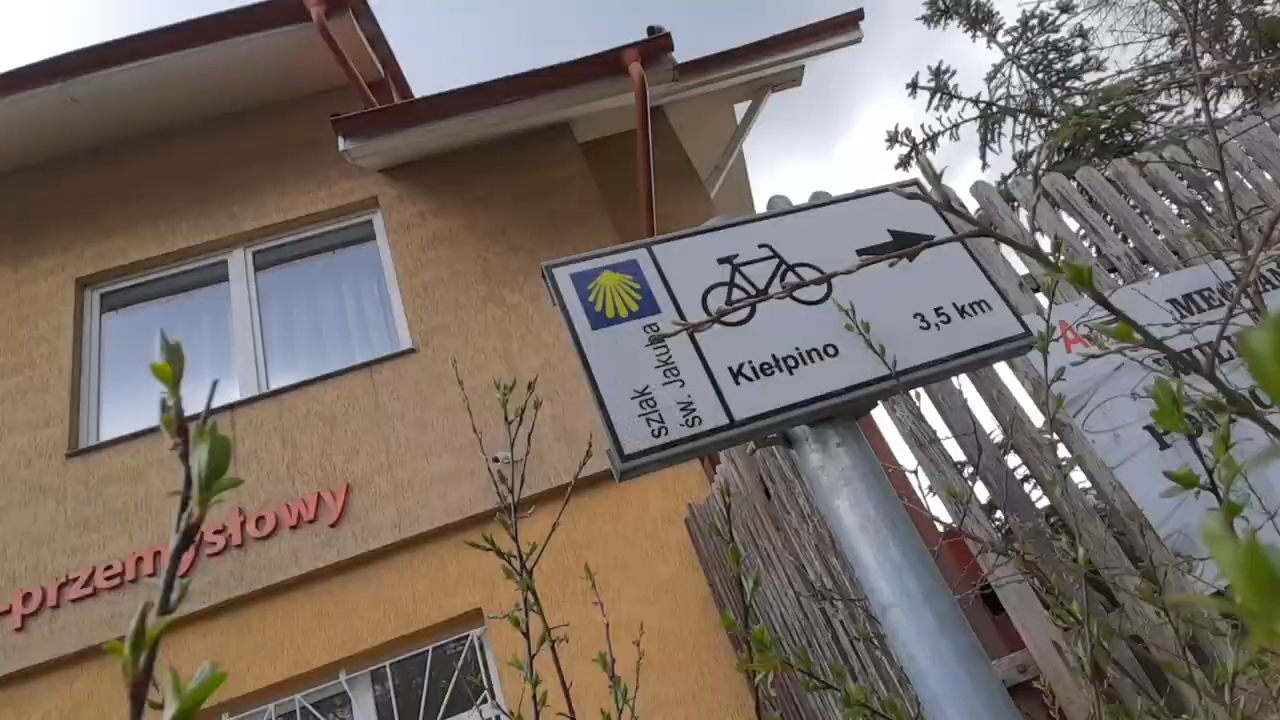 szlak
św. Jakuba
Kiełpino
3,5 km
-przemysłowy